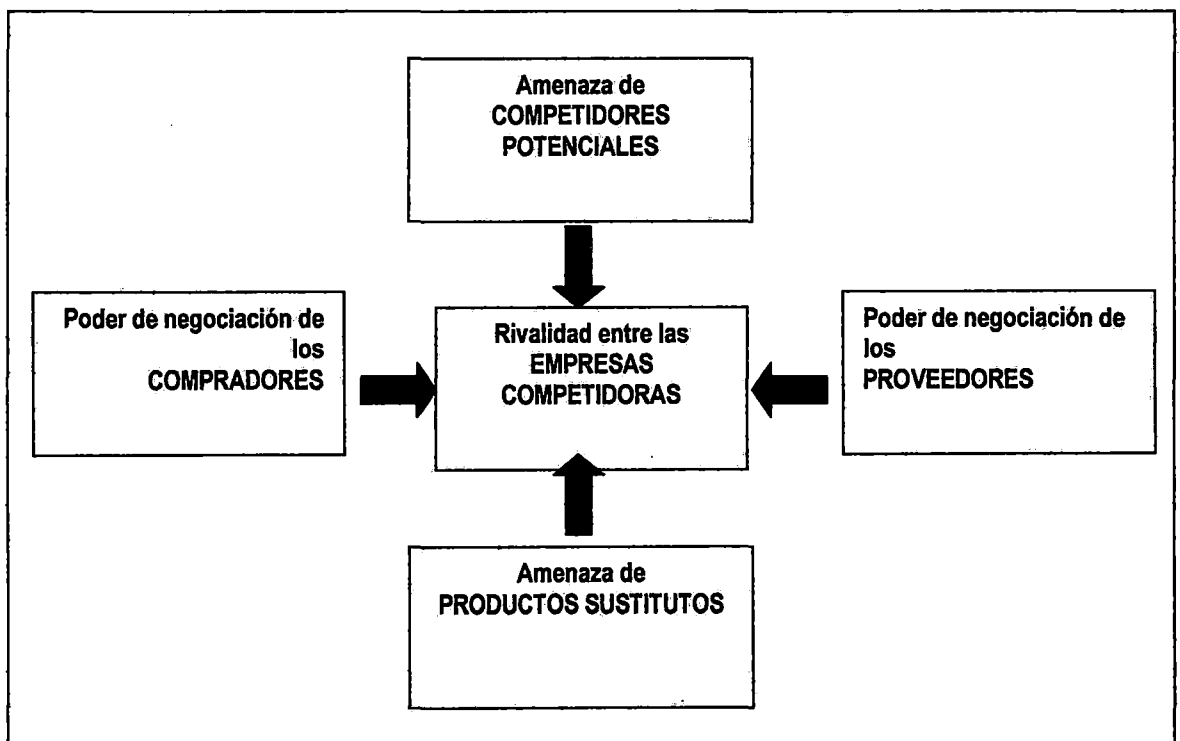 Amenaza de
COMPETIDORES
POTENCIALES
Poder de negociación de
los
COMPRADORES
Rivalidad entre las
EMPRESAS
COMPETIDORAS
Poder de negociación de
los
PROVEEDORES
Amenaza de
PRODUCTOS SUSTITUTOS